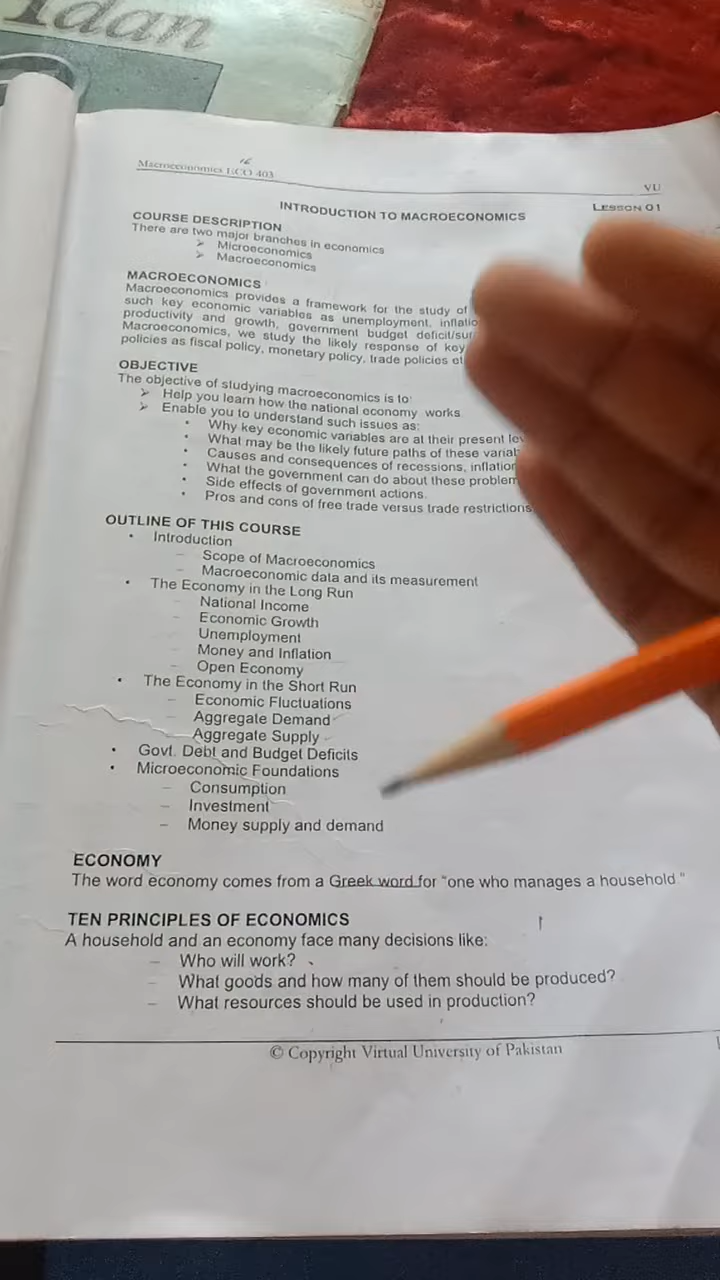 idan
Macroeconomics ECO 403
VU
INTRODUCTION TO MACROECONOMICS
LESSON 01
COURSE DESCRIPTION
There are two major branches in economics
➢ Microeconomics
➢ Macroeconomics
MACROECONOMICS
Macroeconomics provides a framework for the study of
such key economic variables as unemployment, inflatio
productivity and growth, government budget deficit/sur
Macroeconomics, we study the likely response of key
policies as fiscal policy, monetary policy, trade policies et
OBJECTIVE
The objective of studying macroeconomics is to:
➢ Help you learn how the national economy works
➢ Enable you to understand such issues as:
• Why key economic variables are at their present lev
• What may be the likely future paths of these variab
• Causes and consequences of recessions, inflation
• What the government can do about these problem
• Side effects of government actions.
• Pros and cons of free trade versus trade restrictions
OUTLINE OF THIS COURSE
• Introduction
– Scope of Macroeconomics
– Macroeconomic data and its measurement
• The Economy in the Long Run
– National Income
– Economic Growth
– Unemployment
– Money and Inflation
– Open Economy
• The Economy in the Short Run
– Economic Fluctuations
– Aggregate Demand
– Aggregate Supply
• Govt. Debt and Budget Deficits
• Microeconomic Foundations
– Consumption
– Investment
– Money supply and demand
ECONOMY
The word economy comes from a Greek word for "one who manages a household."
TEN PRINCIPLES OF ECONOMICS
A household and an economy face many decisions like:
– Who will work?
– What goods and how many of them should be produced?
– What resources should be used in production?
© Copyright Virtual University of Pakistan